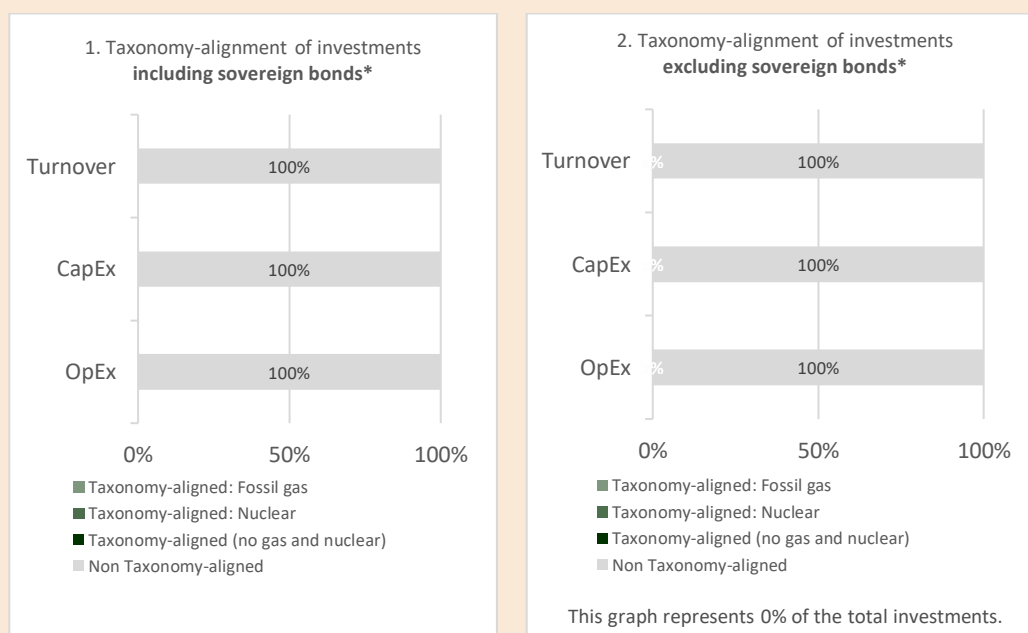 1. Taxonomy-alignment of investments
including sovereign bonds*
Turnover
100%
CapEx
100%
OpEx
100%
0% 50% 100%
Taxonomy-aligned: Fossil gas
Taxonomy-aligned: Nuclear
Taxonomy-aligned (no gas and nuclear)
Non Taxonomy-aligned
2. Taxonomy-alignment of investments
excluding sovereign bonds*
Turnover
% 100%
CapEx
% 100%
OpEx
% 100%
0% 50% 100%
Taxonomy-aligned: Fossil gas
Taxonomy-aligned: Nuclear
Taxonomy-aligned (no gas and nuclear)
Non Taxonomy-aligned
This graph represents 0% of the total investments.